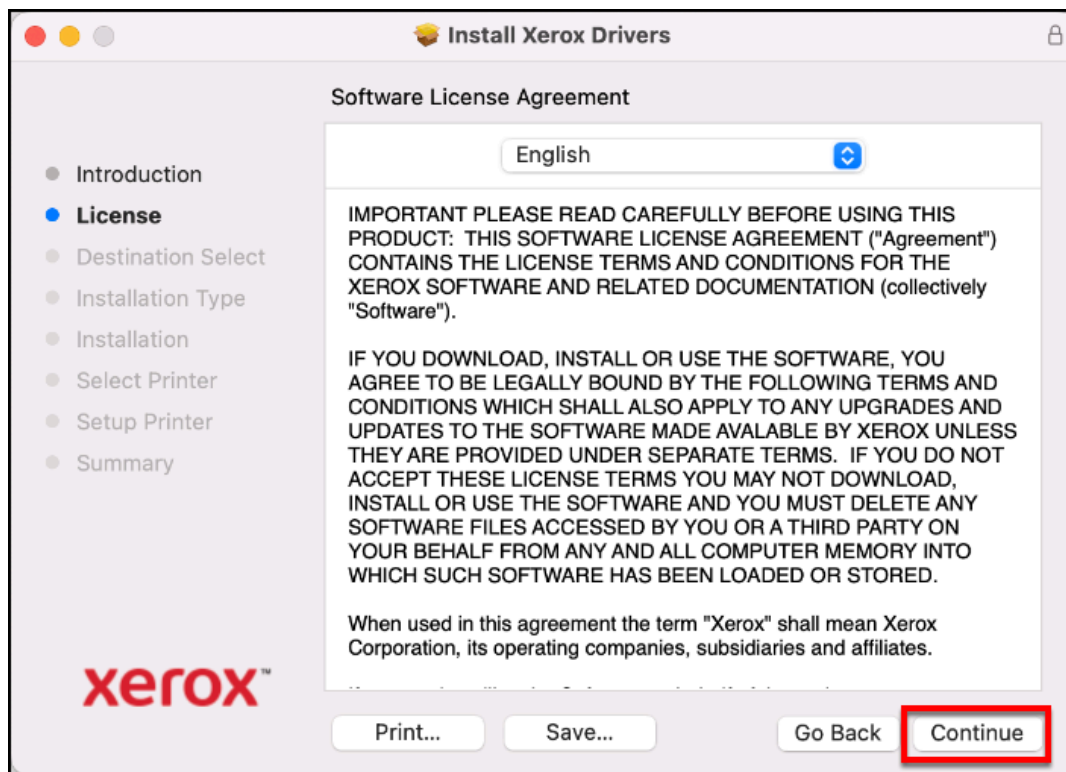 Install Xerox Drivers
Software License Agreement
Introduction
License
Destination Select
Installation Type
Installation
Select Printer
Setup Printer
Summary
xerox™
English
IMPORTANT PLEASE READ CAREFULLY BEFORE USING THIS
PRODUCT:  THIS SOFTWARE LICENSE AGREEMENT ("Agreement")
CONTAINS THE LICENSE TERMS AND CONDITIONS FOR THE
XEROX SOFTWARE AND RELATED DOCUMENTATION (collectively
"Software").
IF YOU DOWNLOAD, INSTALL OR USE THE SOFTWARE, YOU
AGREE TO BE LEGALLY BOUND BY THE FOLLOWING TERMS AND
CONDITIONS WHICH SHALL ALSO APPLY TO ANY UPGRADES AND
UPDATES TO THE SOFTWARE MADE AVALABLE BY XEROX UNLESS
THEY ARE PROVIDED UNDER SEPARATE TERMS.  IF YOU DO NOT
ACCEPT THESE LICENSE TERMS YOU MAY NOT DOWNLOAD,
INSTALL OR USE THE SOFTWARE AND YOU MUST DELETE ANY
SOFTWARE FILES ACCESSED BY YOU OR A THIRD PARTY ON
YOUR BEHALF FROM ANY AND ALL COMPUTER MEMORY INTO
WHICH SUCH SOFTWARE HAS BEEN LOADED OR STORED.
When used in this agreement the term "Xerox" shall mean Xerox
Corporation, its operating companies, subsidiaries and affiliates.
Print...
Save...
Go Back
Continue